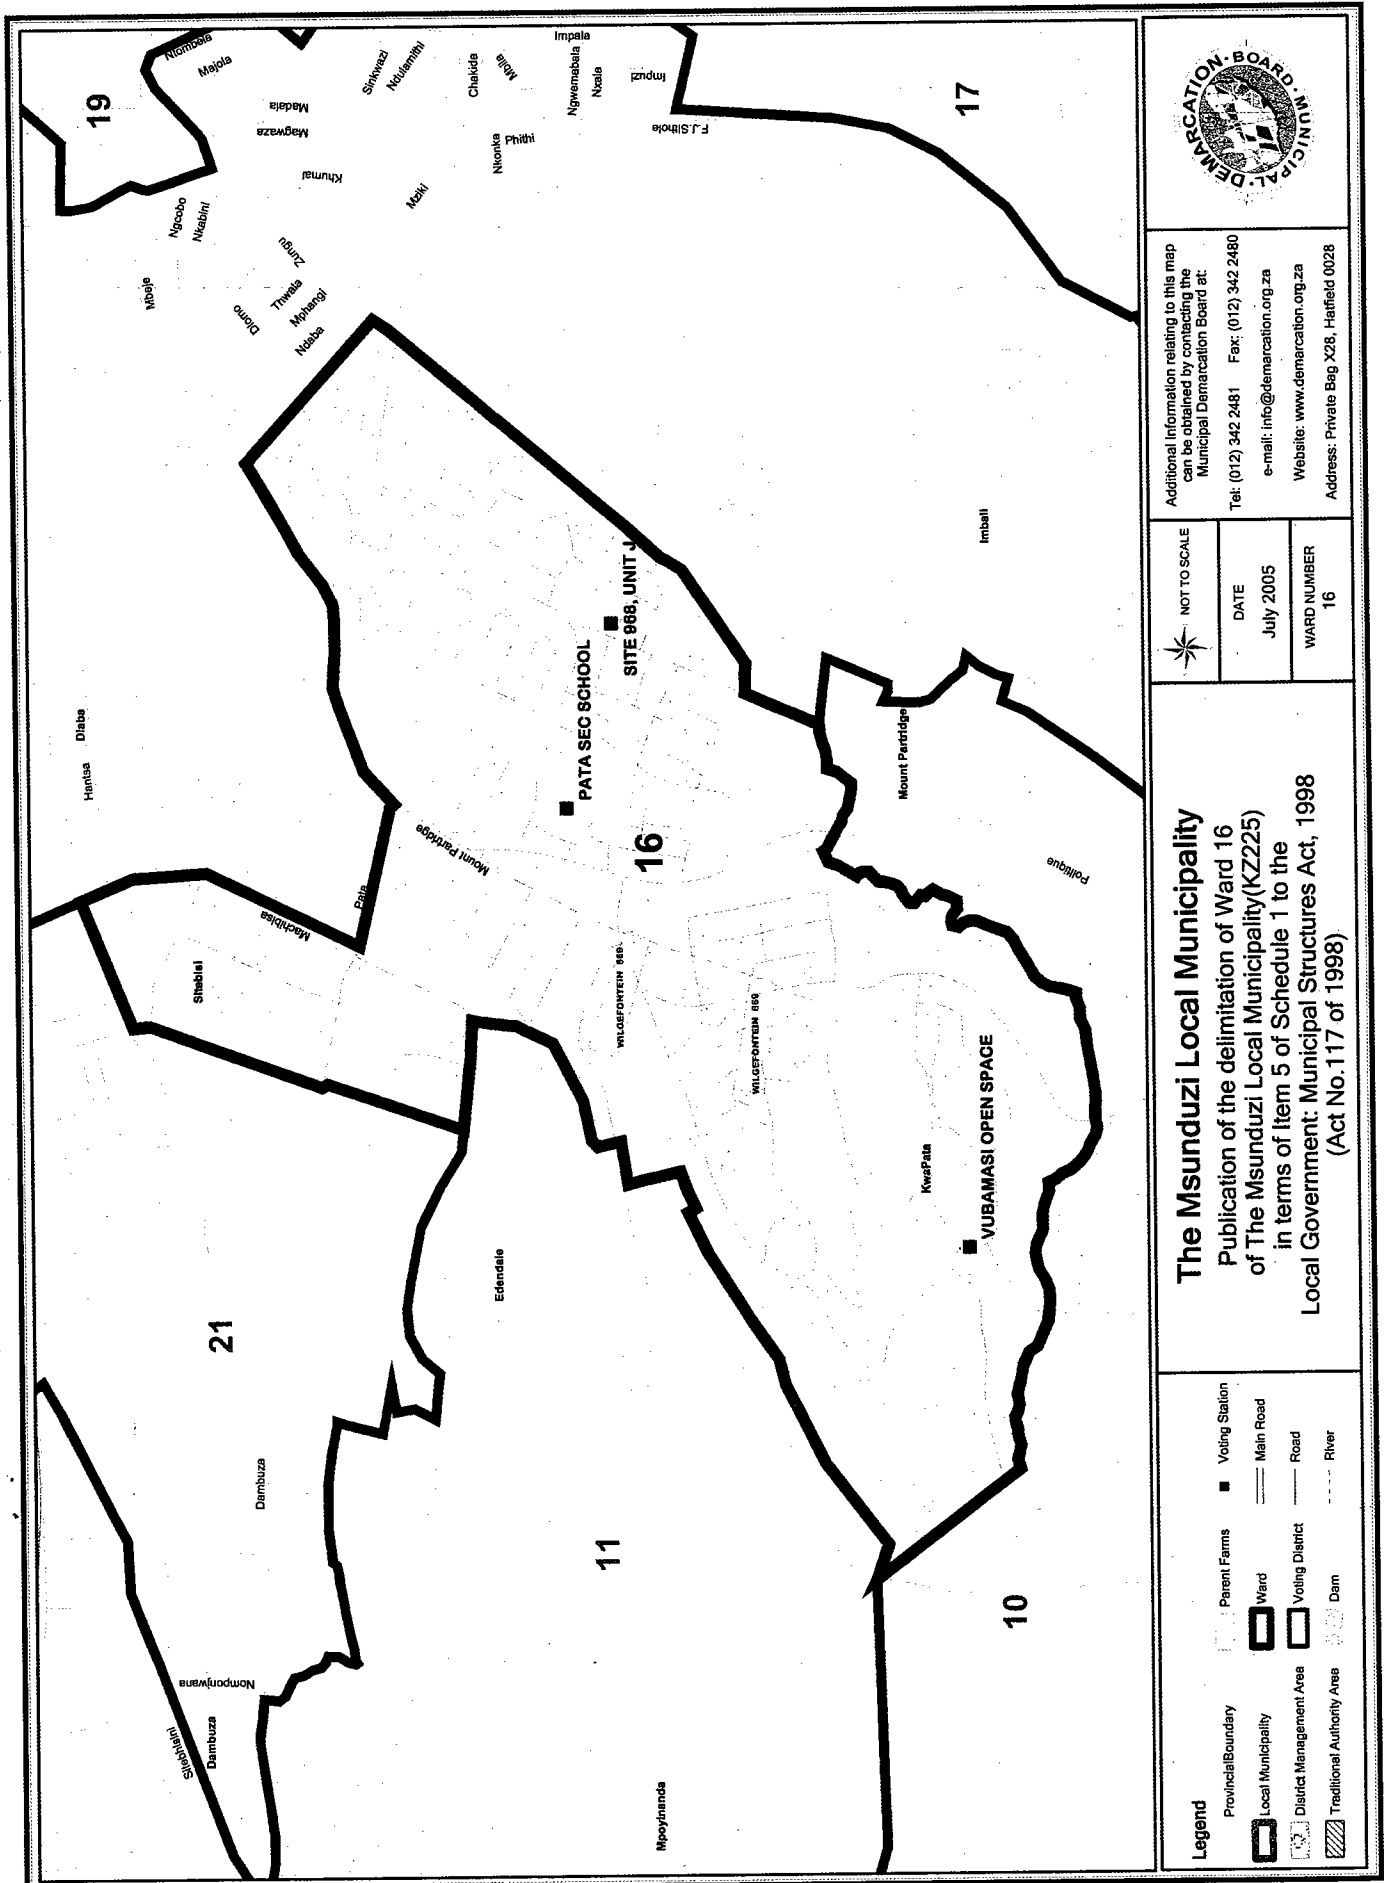 19
Ntombela
Majola
Sinkwazi
Ndulamithi
Chakida
Mbila
Impala
Ngwemabala
Nxala
Impuzi
F.J.Sithole
17
Madala
Magwaza
Khumal
Nkonka
Phithi
Mziki
Ngcobo
Nkabini
Mbeje
Zungu
Thwala
Dlomo
Mphangi
Ndaba
Imbali
Hantsa
Dlaba
SITE 968, UNIT J
PATA SEC SCHOOL
Mount Partridge
16
Mount Partridge
Politique
Machibisa
Pata
Shebisi
WILGEFONTEIN 869
WILGEFONTEIN 869
KwaPata
VUBAMASI OPEN SPACE
21
Edendale
Dambuza
11
10
Nomponjwana
Dambuza
Legend
ProvincialBoundary
Local Municipality
District Management Area
Traditional Authority Area
Parent Farms
Ward
Voting District
Dam
Voting Station
Main Road
Road
River
The Msunduzi Local Municipality
Publication of the delimitation of Ward 16
of The Msunduzi Local Municipality(KZ225)
in terms of Item 5 of Schedule 1 to the
Local Government: Municipal Structures Act, 1998
(Act No.117 of 1998)
NOT TO SCALE
DATE
July 2005
WARD NUMBER
16
Additional Information relating to this map
can be obtained by contacting the
Municipal Demarcation Board at:
Tel: (012) 342 2481 Fax: (012) 342 2480
e-mail: info@demarcation.org.za
Website: www.demarcation.org.za
Address: Private Bag X28, Hatfield 0028
MUNICIPAL·DEMARCATION·BOARD·